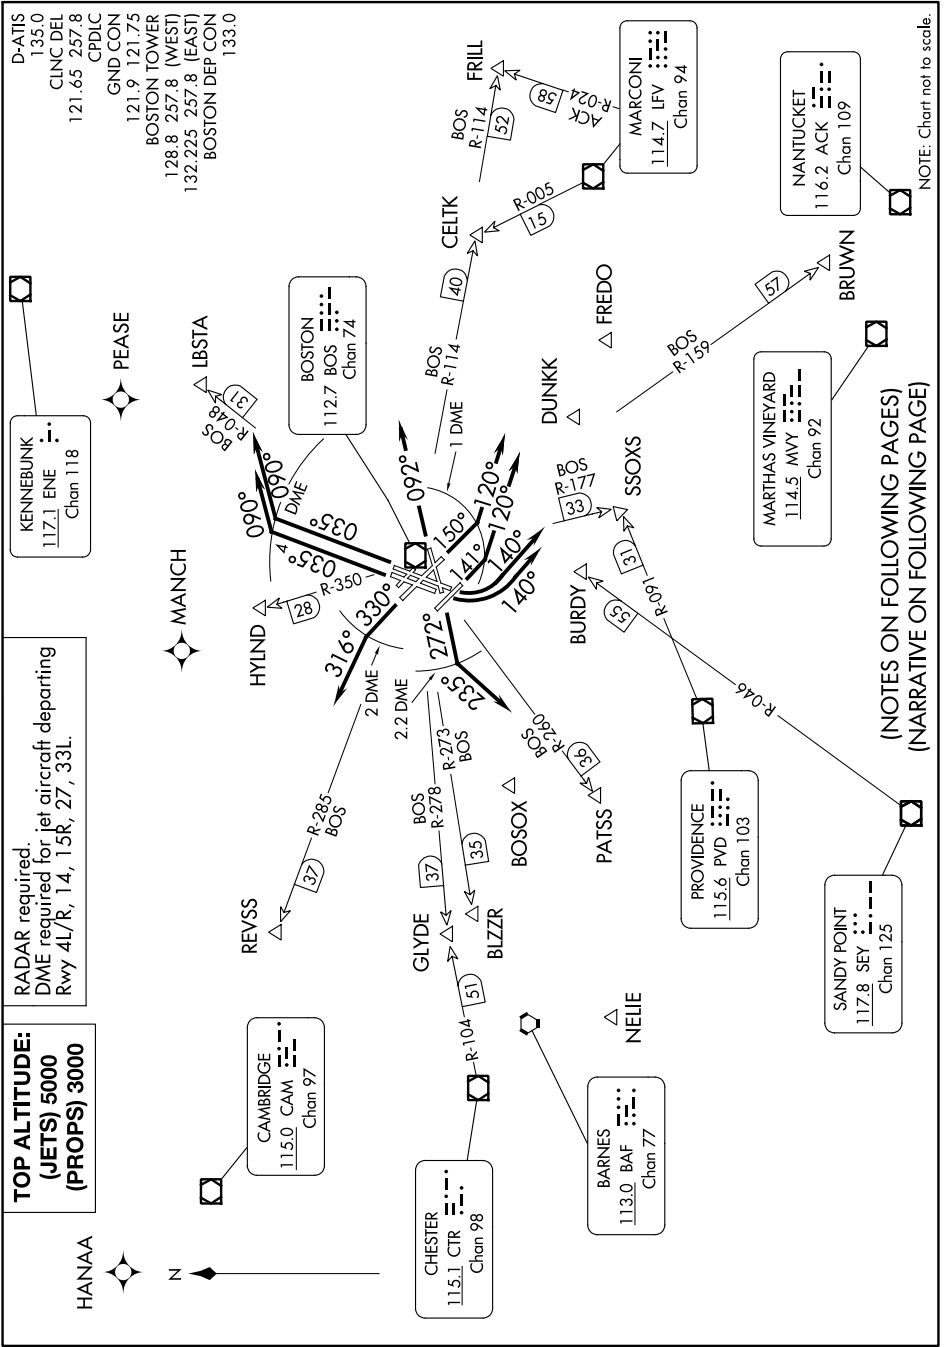 TOP ALTITUDE:
(JETS) 5000
(PROPS) 3000
RADAR required.
DME required for jet aircraft departing
Rwy 4L/R, 14, 15R, 27, 33L.
D-ATIS
135.0
CLNC DEL
121.65 257.8
CPDLC
GND CON
121.9 121.75
BOSTON TOWER
128.8 257.8 (WEST)
132.225 257.8 (EAST)
BOSTON DEP CON
133.0
HANAA
N
MANCH
PEASE
KENNEBUNK
117.1 ENE
Chan 118
CAMBRIDGE
115.0 CAM
Chan 97
REVSS
R-285
BOS
37
HYLND
28
R-350
LBSTA
31
BOS
R-048
090°
090°
4 DME
035°
035°
BOSTON
112.7 BOS
Chan 74
316°
330°
2 DME
2.2 DME
272°
235°
092°
150°
141°
120°
120°
140°
140°
1 DME
BOS
R-114
40
CELTK
BOS
R-114
52
FRILL
58
ACK
R-024
R-005
15
MARCONI
114.7 LFV
Chan 94
CHESTER
115.1 CTR
Chan 98
R-104
51
GLYDE
37
BOS
R-278
BLZZR
35
R-273
BOS
BOSOX
PATSS
36
BOS
R-260
BARNES
113.0 BAF
Chan 77
NELIE
BURDY
55
R-046
SSOXS
33
BOS
R-177
31
R-091
DUNKK
FREDO
BOS
R-159
57
BRUWN
PROVIDENCE
115.6 PVD
Chan 103
SANDY POINT
117.8 SEY
Chan 125
MARTHAS VINEYARD
114.5 MVY
Chan 92
NANTUCKET
116.2 ACK
Chan 109
(NOTES ON FOLLOWING PAGES)
(NARRATIVE ON FOLLOWING PAGE)
NOTE: Chart not to scale.